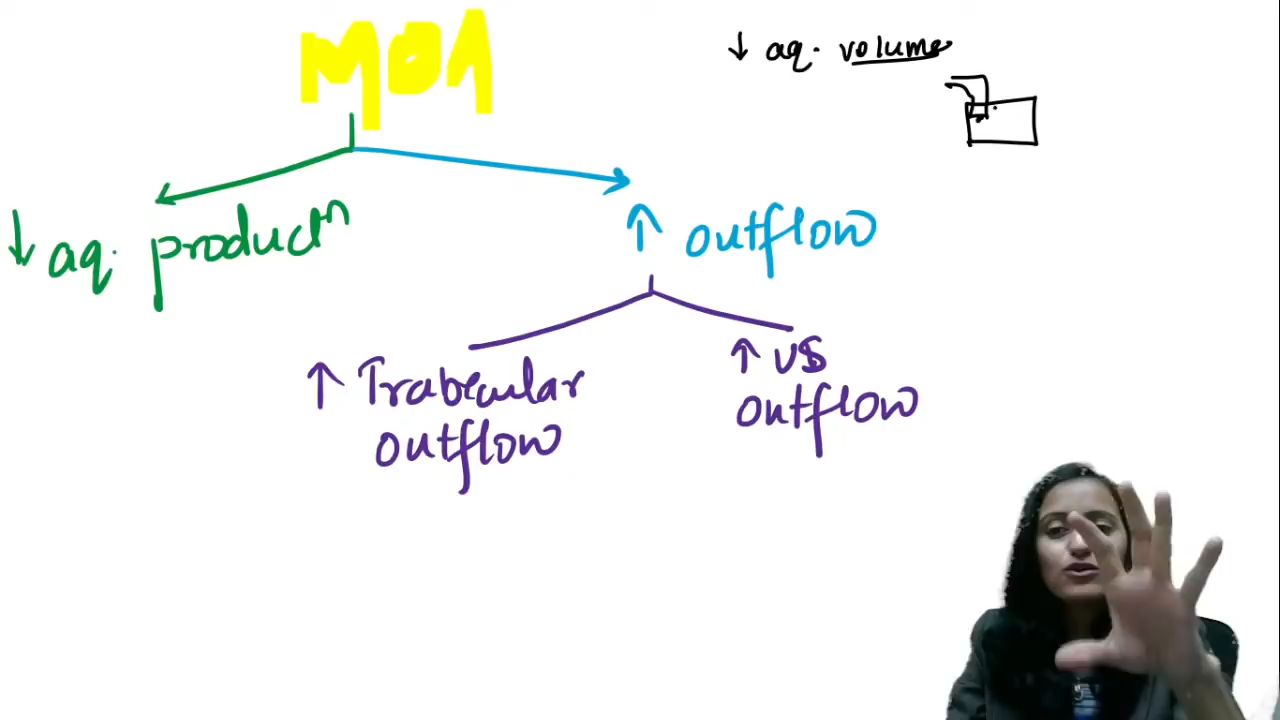 MOA
↓ aq. volume
↓ aq. productn
↑ outflow
↑ Trabecular
outflow
↑ US
outflow